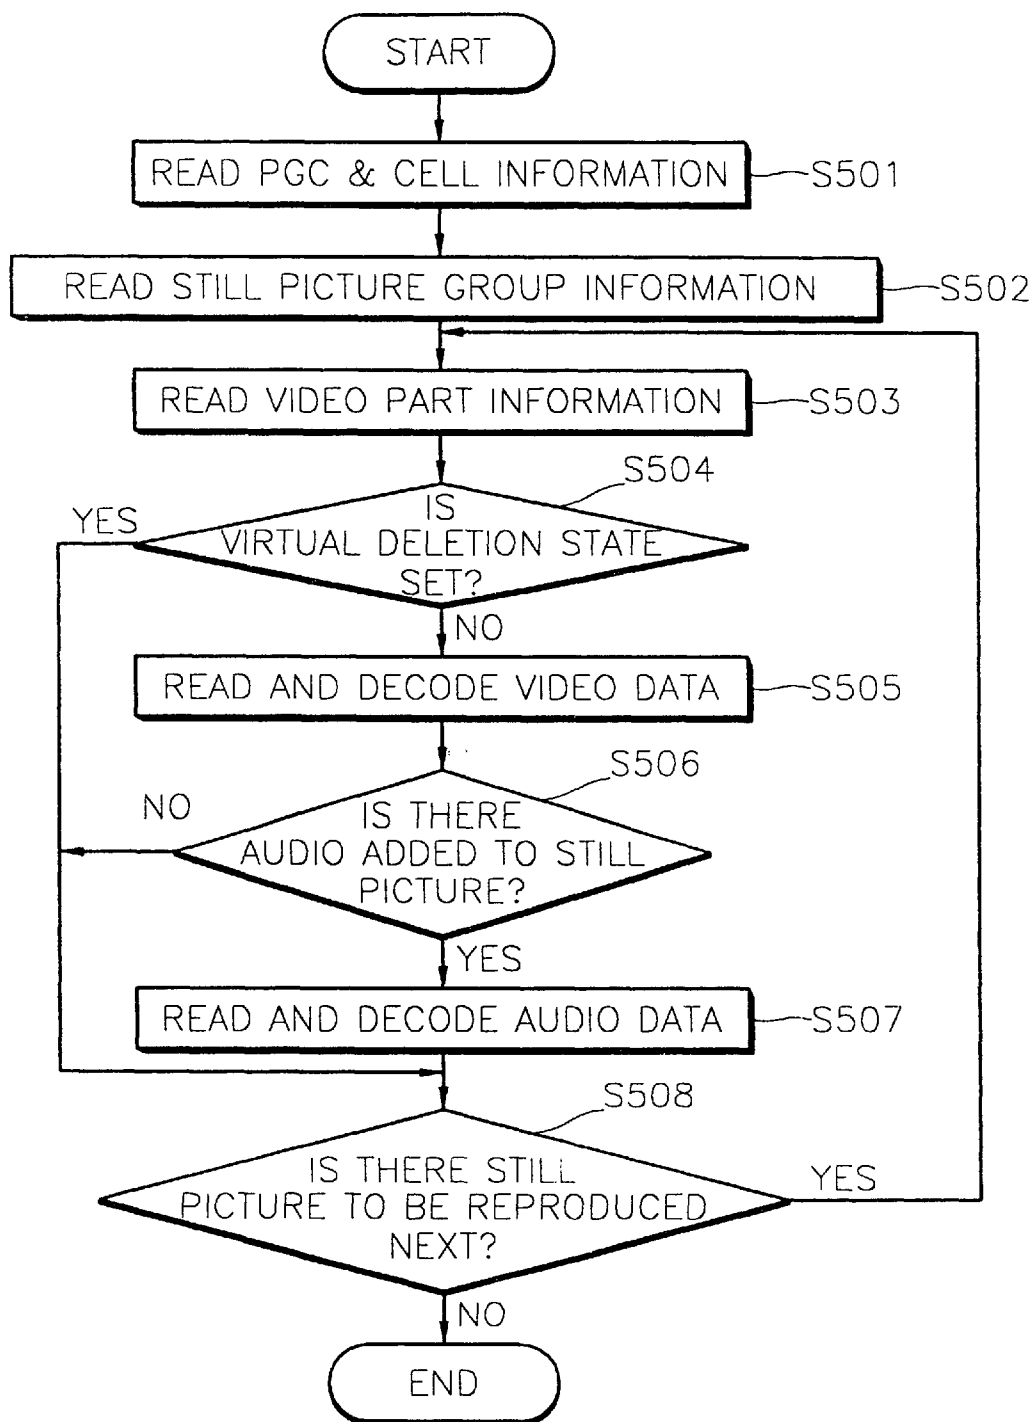 START
READ PGC & CELL INFORMATION
S501
READ STILL PICTURE GROUP INFORMATION
S502
READ VIDEO PART INFORMATION
S503
S504
YES
IS
VIRTUAL DELETION STATE
SET?
NO
READ AND DECODE VIDEO DATA
S505
S506
NO
IS THERE
AUDIO ADDED TO STILL
PICTURE?
YES
READ AND DECODE AUDIO DATA
S507
S508
IS THERE STILL
PICTURE TO BE REPRODUCED
NEXT?
YES
NO
END